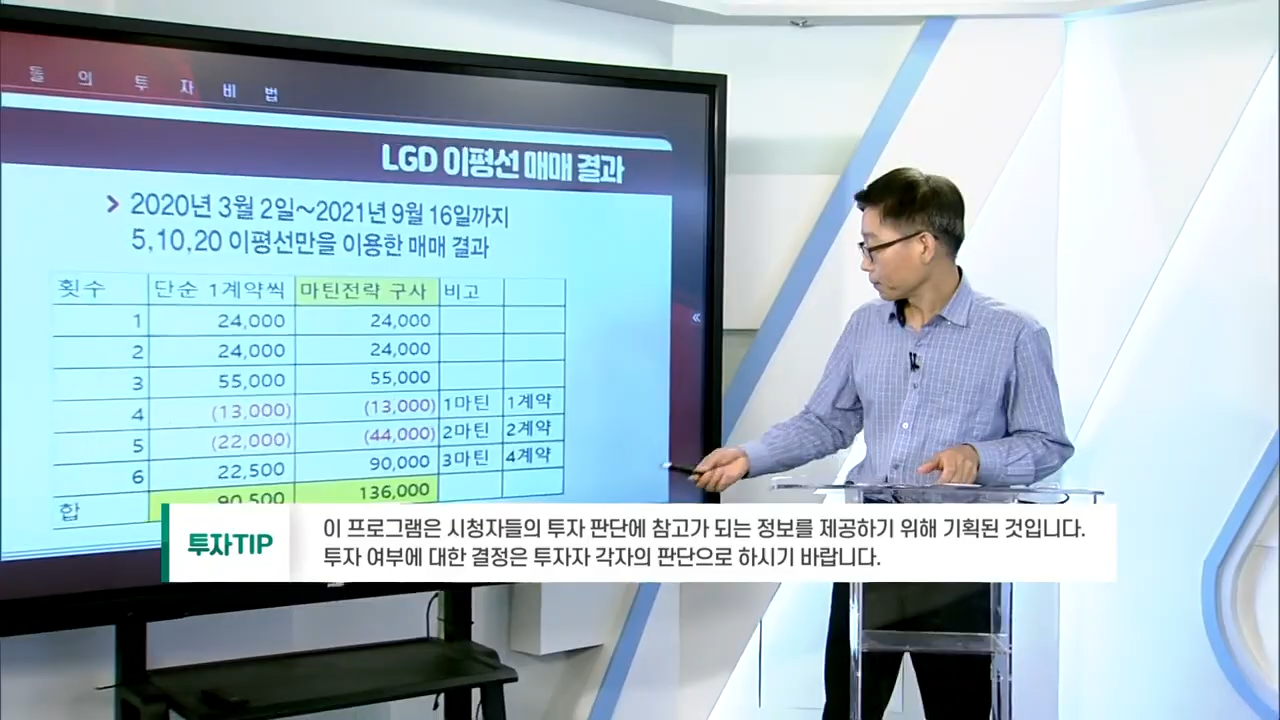 들의 투자비법
LGD 이평선 매매 결과
2020년 3월 2일~2021년 9월 16일까지
5,10,20 이평선만을 이용한 매매 결과
횟수 단순 1계약씩 마틴전략 구사 비고
1 24,000 24,000
2 24,000 24,000
3 55,000 55,000
4 (13,000) (13,000) 1마틴 1계약
5 (22,000) (44,000) 2마틴 2계약
6 22,500 90,000 3마틴 4계약
합 90,500 136,000
투자TIP
이 프로그램은 시청자들의 투자 판단에 참고가 되는 정보를 제공하기 위해 기획된 것입니다.
투자 여부에 대한 결정은 투자자 각자의 판단으로 하시기 바랍니다.